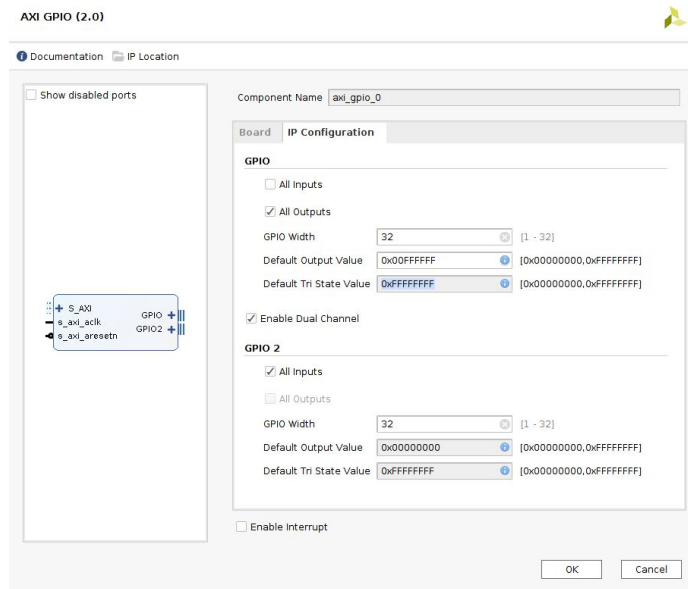 AXI GPIO (2.0)
Documentation IP Location
Show disabled ports
S_AXI
s_axi_aclk
s_axi_aresetn
GPIO
GPIO2
Component Name axi_gpio_0
Board IP Configuration
GPIO
All Inputs
All Outputs
GPIO Width 32 [1 - 32]
Default Output Value 0x00FFFFFF [0x00000000,0xFFFFFFFF]
Default Tri State Value 0xFFFFFFFF [0x00000000,0xFFFFFFFF]
Enable Dual Channel
GPIO 2
All Inputs
All Outputs
GPIO Width 32 [1 - 32]
Default Output Value 0x00000000 [0x00000000,0xFFFFFFFF]
Default Tri State Value 0xFFFFFFFF [0x00000000,0xFFFFFFFF]
Enable Interrupt
OK Cancel